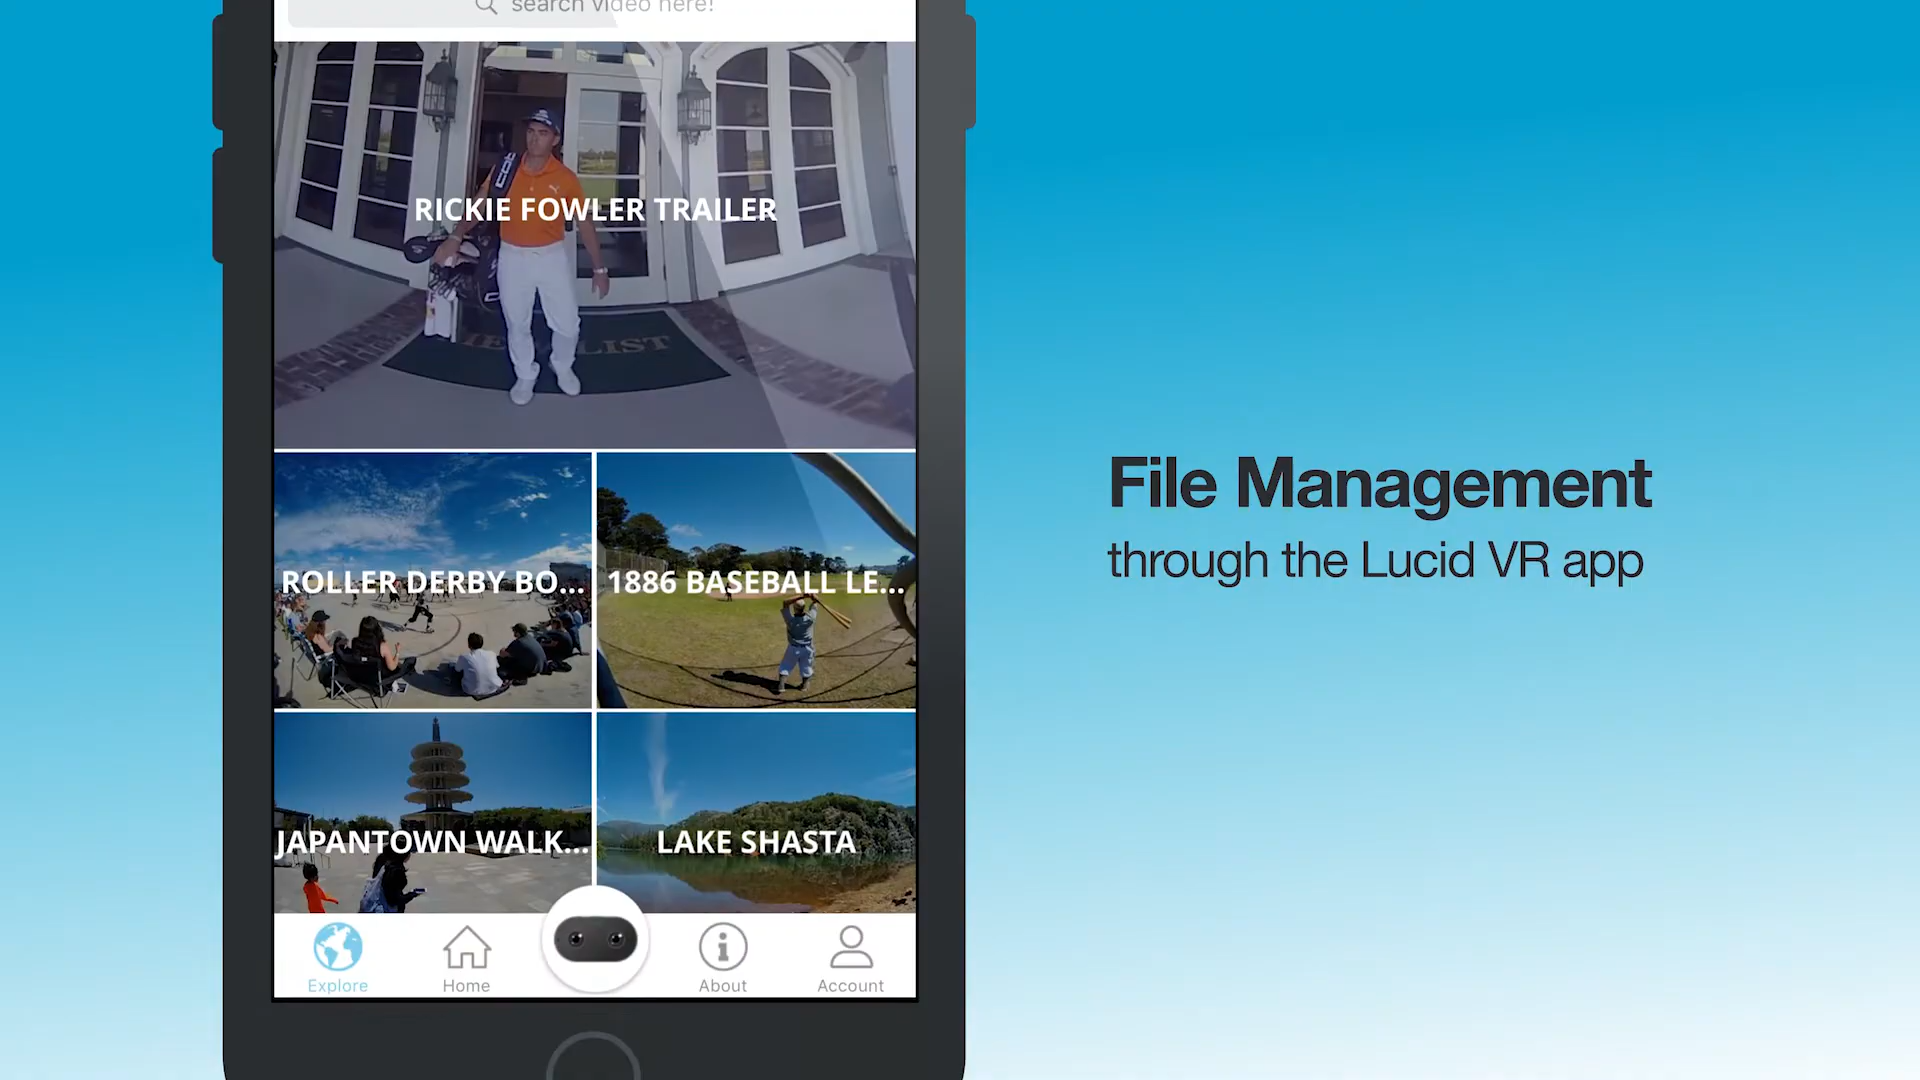 search video here!
RICKIE FOWLER TRAILER
ROLLER DERBY BO...
1886 BASEBALL LE...
JAPANTOWN WALK...
LAKE SHASTA
Explore
Home
About
Account
File Management
through the Lucid VR app